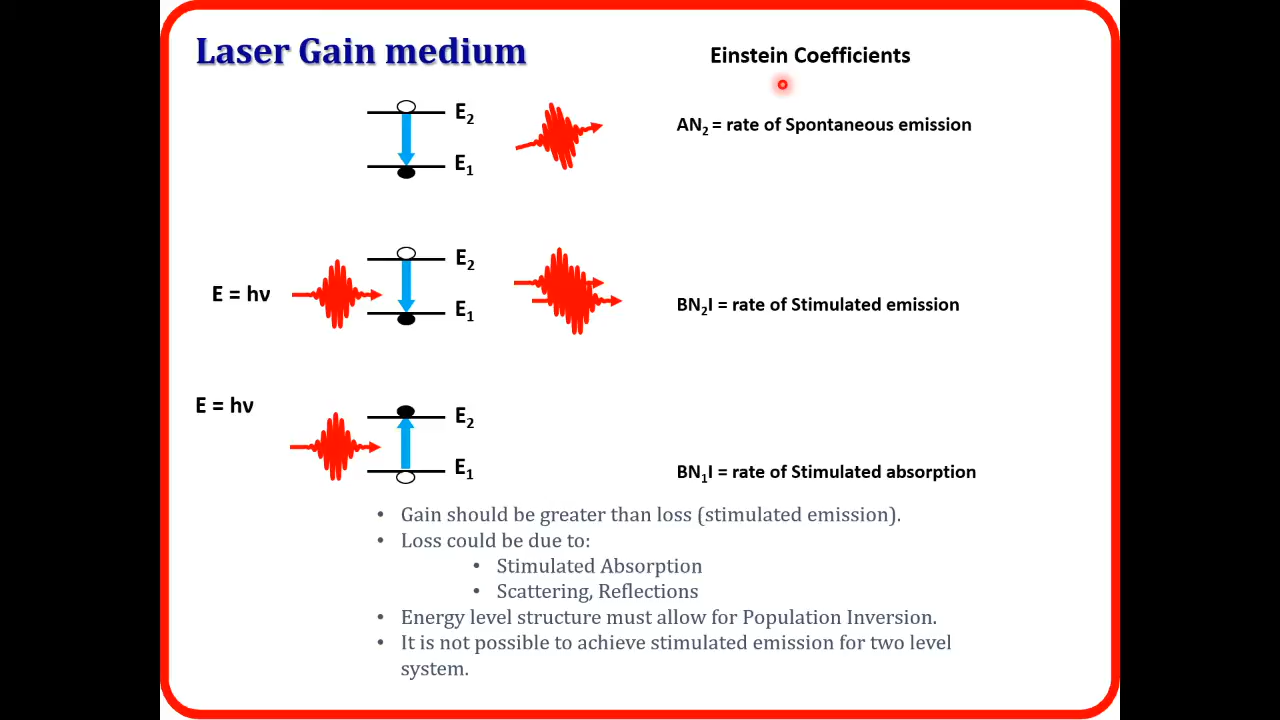 Laser Gain medium
Einstein Coefficients
E₂
AN₂ = rate of Spontaneous emission
E₁
E₂
E = hν
BN₂I = rate of Stimulated emission
E₁
E = hν
E₂
E₁
BN₁I = rate of Stimulated absorption
• Gain should be greater than loss (stimulated emission).
• Loss could be due to:
• Stimulated Absorption
• Scattering, Reflections
• Energy level structure must allow for Population Inversion.
• It is not possible to achieve stimulated emission for two level
system.